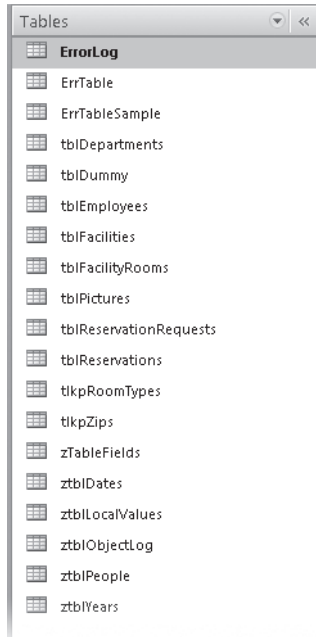 Tables
ErrorLog
ErrTable
ErrTableSample
tblDepartments
tblDummy
tblEmployees
tblFacilities
tblFacilityRooms
tblPictures
tblReservationRequests
tblReservations
tlkpRoomTypes
tlkpZips
zTableFields
ztblDates
ztblLocalValues
ztblObjectLog
ztblPeople
ztblYears